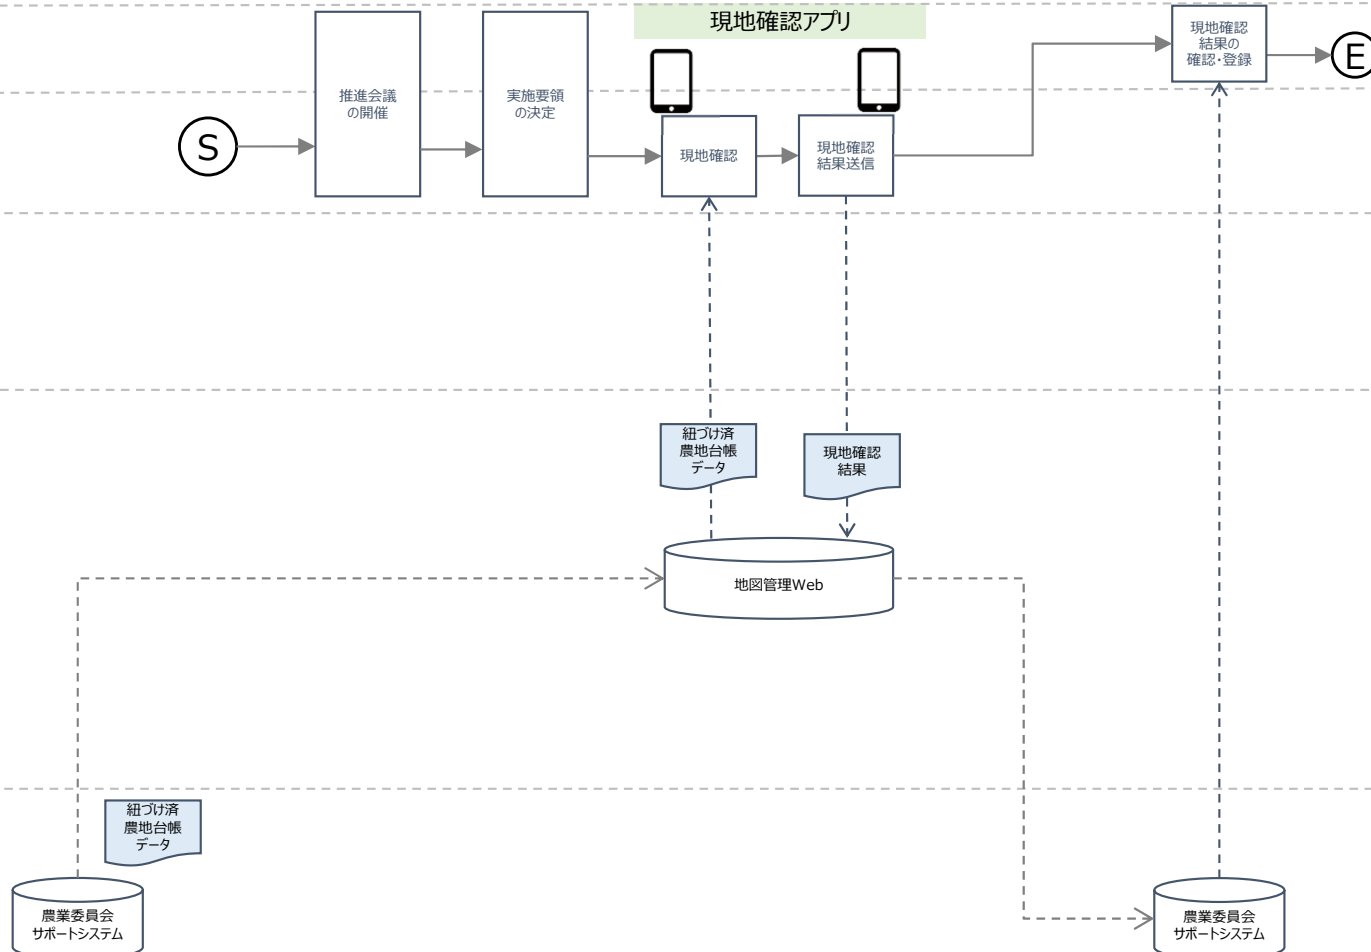 現地確認アプリ
現地確認
結果の
確認・登録
E
推進会議
の開催
実施要領
の決定
S
現地確認
現地確認
結果送信
紐づけ済
農地台帳
データ
現地確認
結果
地図管理Web
紐づけ済
農地台帳
データ
農業委員会
サポートシステム
農業委員会
サポートシステム